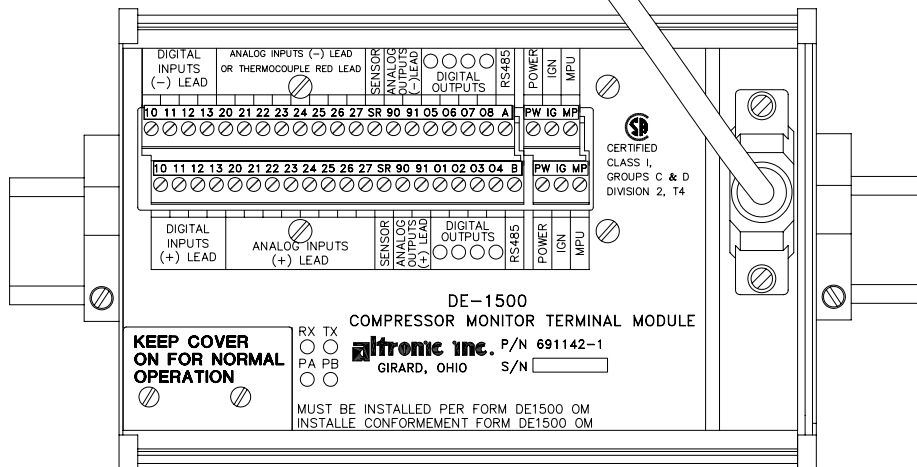 DIGITAL
INPUTS
(−) LEAD
ANALOG INPUTS (−) LEAD
OR THERMOCOUPLE RED LEAD
SENSOR
ANALOG
OUTPUTS
(−)LEAD
DIGITAL
OUTPUTS
RS485
POWER
IGN
MPU
10 11 12 13 20 21 22 23 24 25 26 27 SR 90 91 05 06 07 08 A PW IG MP
10 11 12 13 20 21 22 23 24 25 26 27 SR 90 91 01 02 03 04 B PW IG MP
DIGITAL
INPUTS
(+) LEAD
ANALOG INPUTS
(+) LEAD
SENSOR
ANALOG
OUTPUTS
(+) LEAD
DIGITAL
OUTPUTS
RS485
POWER
IGN
MPU
CERTIFIED
CLASS I,
GROUPS C & D
DIVISION 2, T4
DE−1500
COMPRESSOR MONITOR TERMINAL MODULE
altronic inc. P/N 691142−1
GIRARD, OHIO S/N
RX TX
PA PB
KEEP COVER
ON FOR NORMAL
OPERATION
MUST BE INSTALLED PER FORM DE1500 OM
INSTALLE CONFORMEMENT FORM DE1500 OM